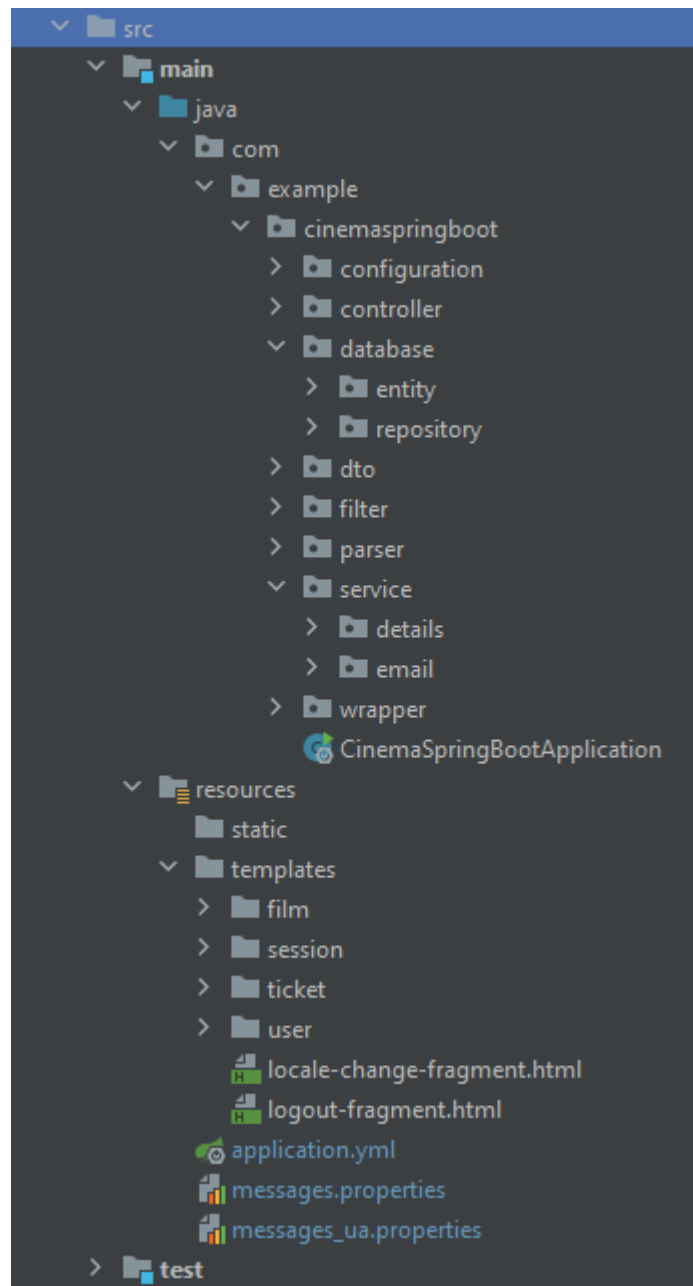 src
main
java
com
example
cinemaspringboot
configuration
controller
database
entity
repository
dto
filter
parser
service
details
email
wrapper
CinemaSpringBootApplication
resources
static
templates
film
session
ticket
user
locale-change-fragment.html
logout-fragment.html
application.yml
messages.properties
messages_ua.properties
test